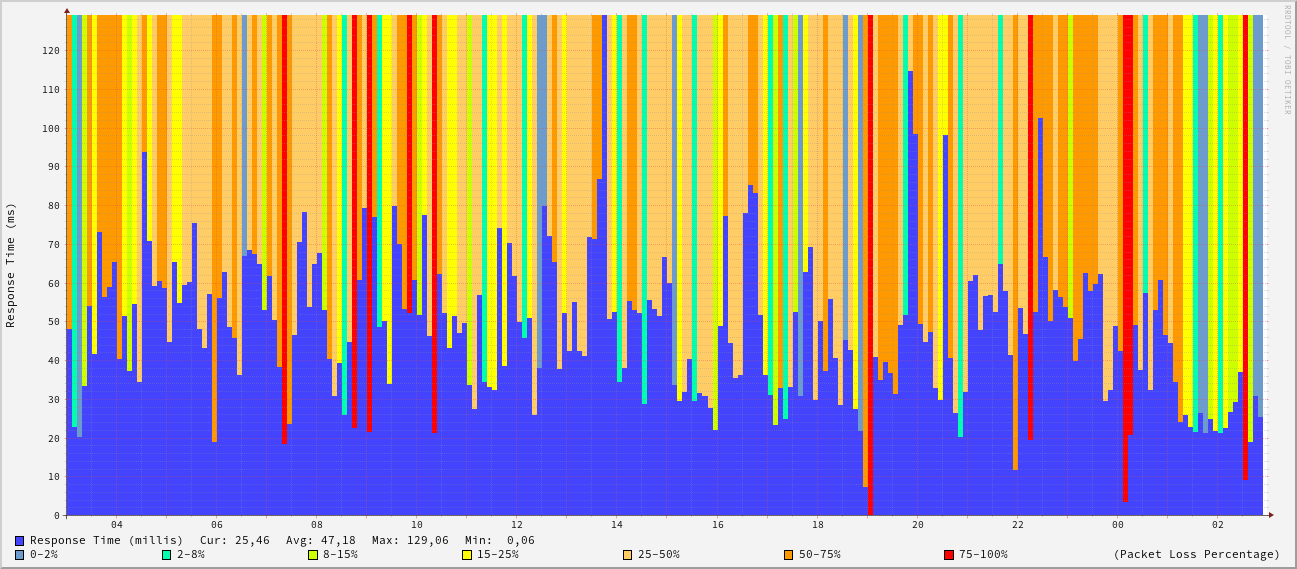 RRDTOOL / TOBI OETIKER
Response Time (ms)
120
110
100
90
80
70
60
50
40
30
20
10
0
04 06 08 10 12 14 16 18 20 22 00 02
Response Time (millis) Cur: 25,46 Avg: 47,18 Max: 129,06 Min: 0,06
0-2% 2-8% 8-15% 15-25% 25-50% 50-75% 75-100% (Packet Loss Percentage)